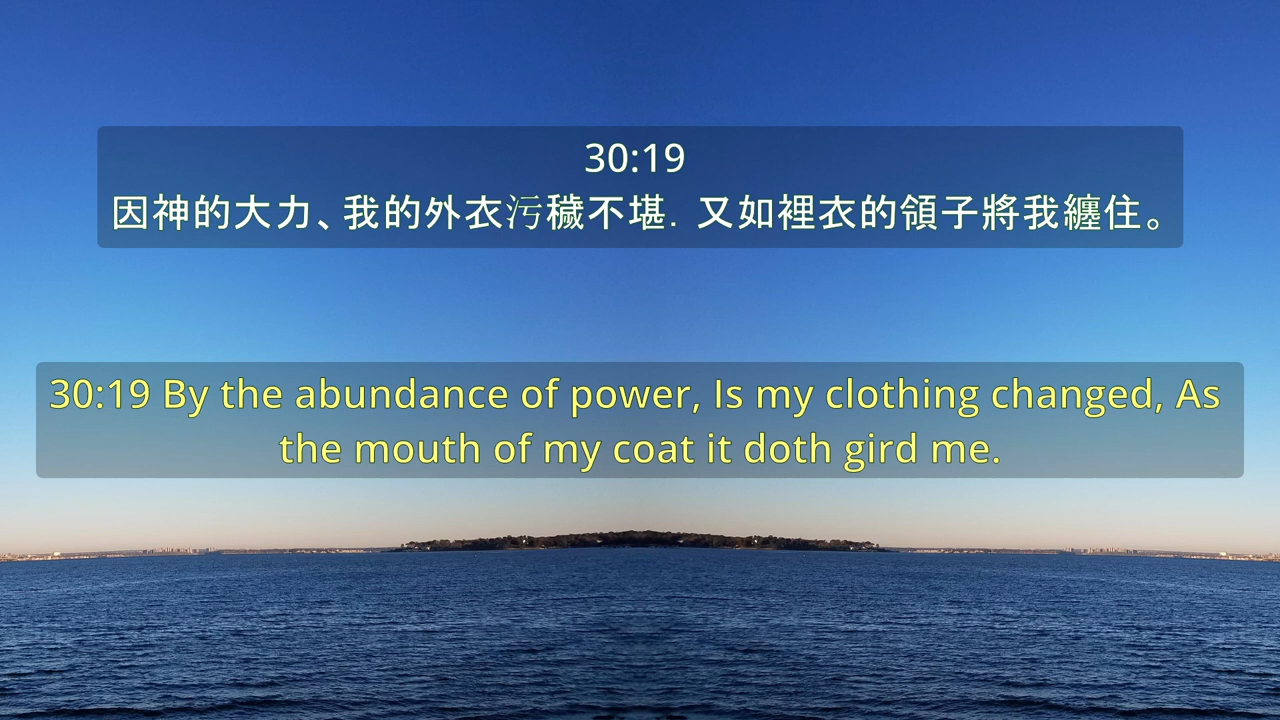 30:19
因神的大力、我的外衣污穢不堪．又如裡衣的領子將我纏住。
30:19 By the abundance of power, Is my clothing changed, As
the mouth of my coat it doth gird me.